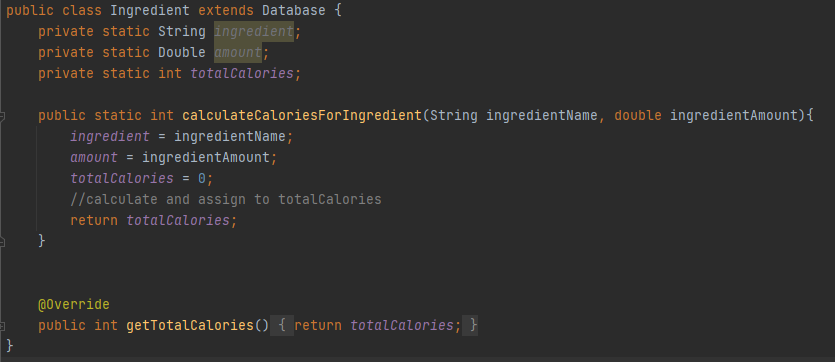 public class Ingredient extends Database {
private static String ingredient;
private static Double amount;
private static int totalCalories;
public static int calculateCaloriesForIngredient(String ingredientName, double ingredientAmount){
ingredient = ingredientName;
amount = ingredientAmount;
totalCalories = 0;
//calculate and assign to totalCalories
return totalCalories;
}
@Override
public int getTotalCalories() { return totalCalories; }
}